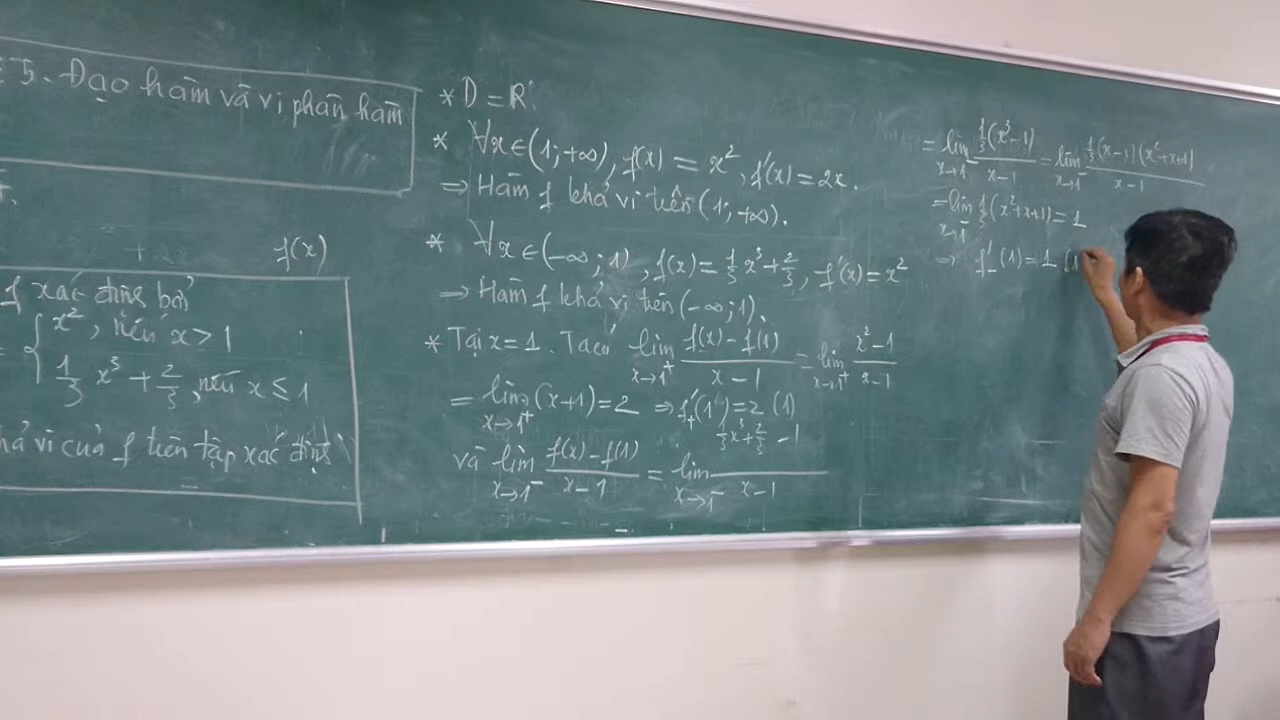 5. Đạo hàm và vi phân hàm
f(x)
f xác định bởi
= { x², nếu x > 1
1/3 x³ + 2/3, nếu x ≤ 1
vi của f trên tập xác định
* D = ℝ.
* ∀x ∈ (1; +∞), f(x) = x², f'(x) = 2x.
⇒ Hàm f khả vi trên (1; +∞).
* ∀x ∈ (-∞; 1), f(x) = 1/3 x³ + 2/3, f'(x) = x²
⇒ Hàm f khả vi trên (-∞; 1).
* Tại x = 1. Ta có lim x→1⁺ (f(x) - f(1))/(x - 1) = lim x→1⁺ (x² - 1)/(x - 1)
= lim x→1⁺ (x+1) = 2 ⇒ f'₊(1) = 2 (1)
và lim x→1⁻ (f(x) - f(1))/(x - 1) = lim x→1⁻ (1/3 x³ + 2/3 - 1)/(x - 1)
= lim x→1⁻ 1/3(x³ - 1)/(x - 1) = lim x→1⁻ 1/3(x - 1)(x² + x + 1)/(x - 1)
= lim x→1⁻ 1/3(x² + x + 1) = 1
⇒ f'₋(1) = 1